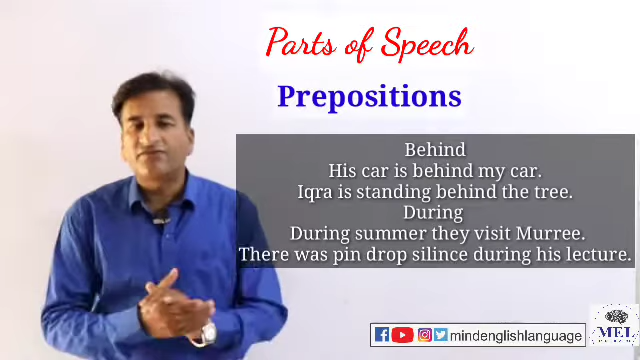 Parts of Speech
Prepositions
Behind
His car is behind my car.
Iqra is standing behind the tree.
During
During summer they visit Murree.
There was pin drop silince during his lecture.
mindenglishlanguage
MEL